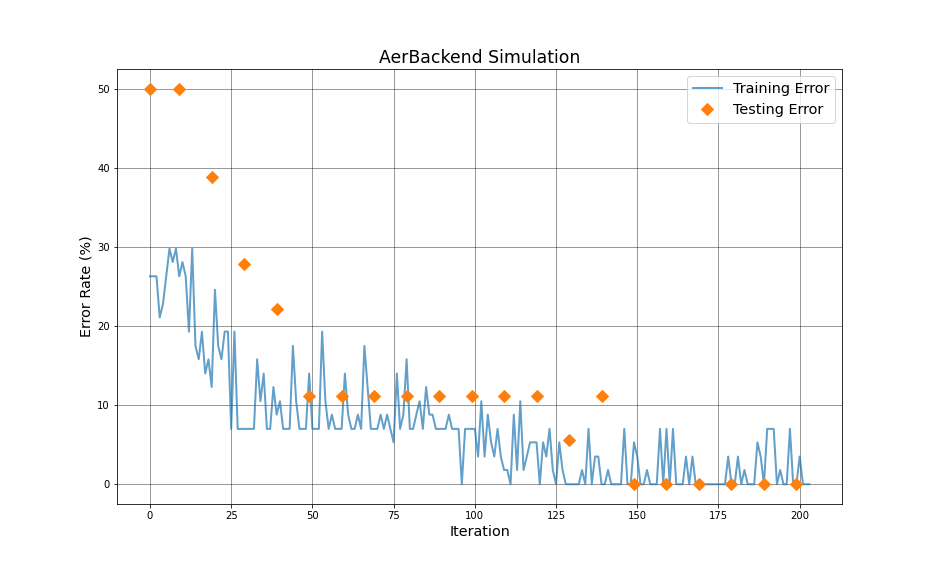 AerBackend Simulation
Training Error
Testing Error
50
40
30
20
10
0
Error Rate (%)
0 25 50 75 100 125 150 175 200
Iteration